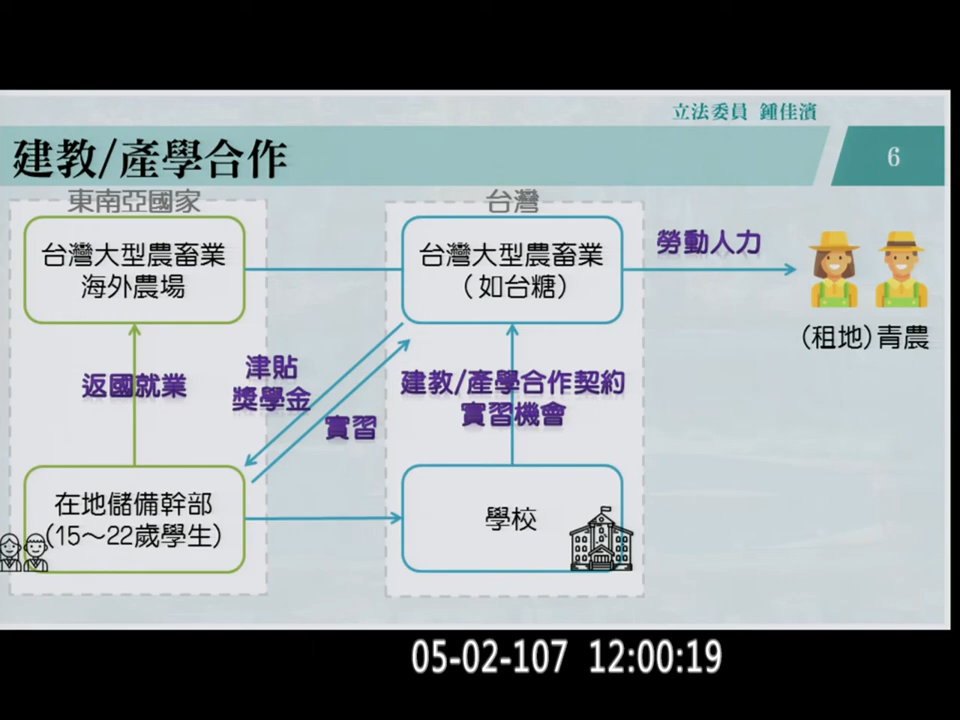 立法委員 鍾佳濱
建教/產學合作
6
東南亞國家
台灣
台灣大型農畜業
海外農場
台灣大型農畜業
(如台糖)
勞動人力
(租地)青農
返國就業
津貼
獎學金
實習
建教/產學合作契約
實習機會
在地儲備幹部
(15～22歲學生)
學校
05-02-107 12:00:19